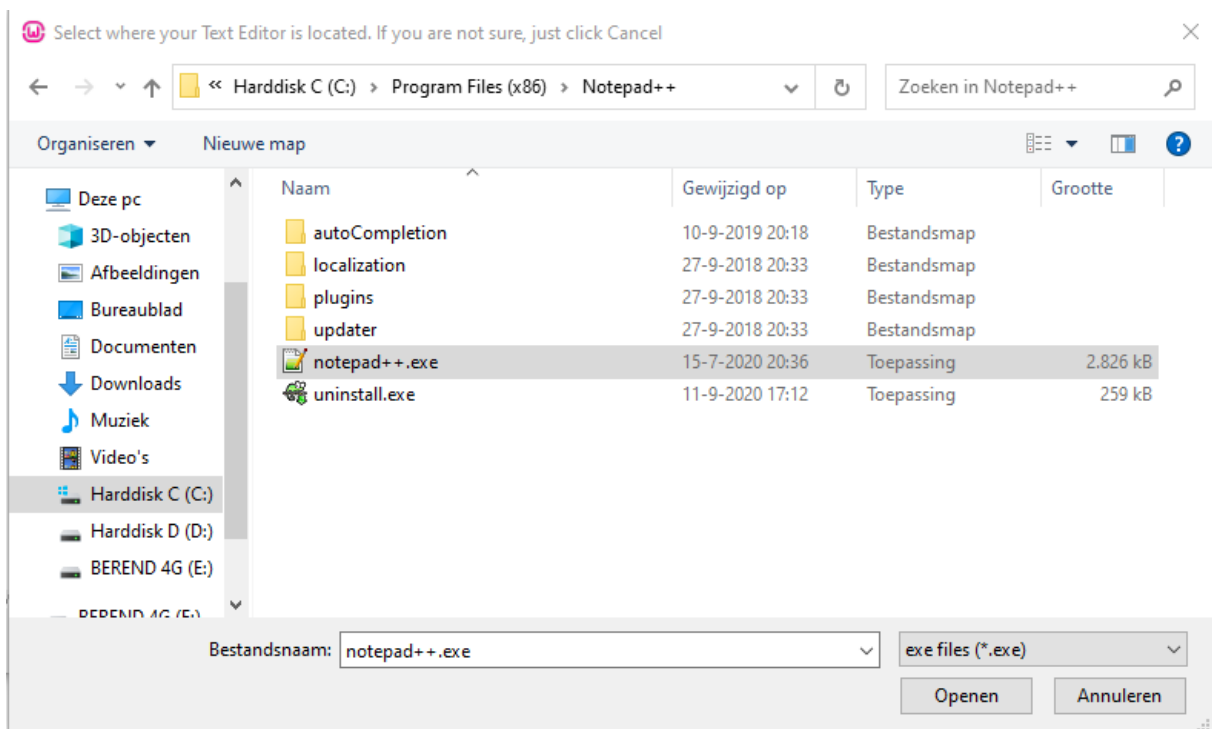 Select where your Text Editor is located. If you are not sure, just click Cancel
« Harddisk C (C:) > Program Files (x86) > Notepad++ Zoeken in Notepad++
Organiseren Nieuwe map
Naam Gewijzigd op Type Grootte
Deze pc
3D-objecten
Afbeeldingen
Bureaublad
Documenten
Downloads
Muziek
Video's
Harddisk C (C:)
Harddisk D (D:)
BEREND 4G (E:)
BEREND 4G (E:)
autoCompletion 10-9-2019 20:18 Bestandsmap
localization 27-9-2018 20:33 Bestandsmap
plugins 27-9-2018 20:33 Bestandsmap
updater 27-9-2018 20:33 Bestandsmap
notepad++.exe 15-7-2020 20:36 Toepassing 2.826 kB
uninstall.exe 11-9-2020 17:12 Toepassing 259 kB
Bestandsnaam: notepad++.exe exe files (*.exe)
Openen Annuleren